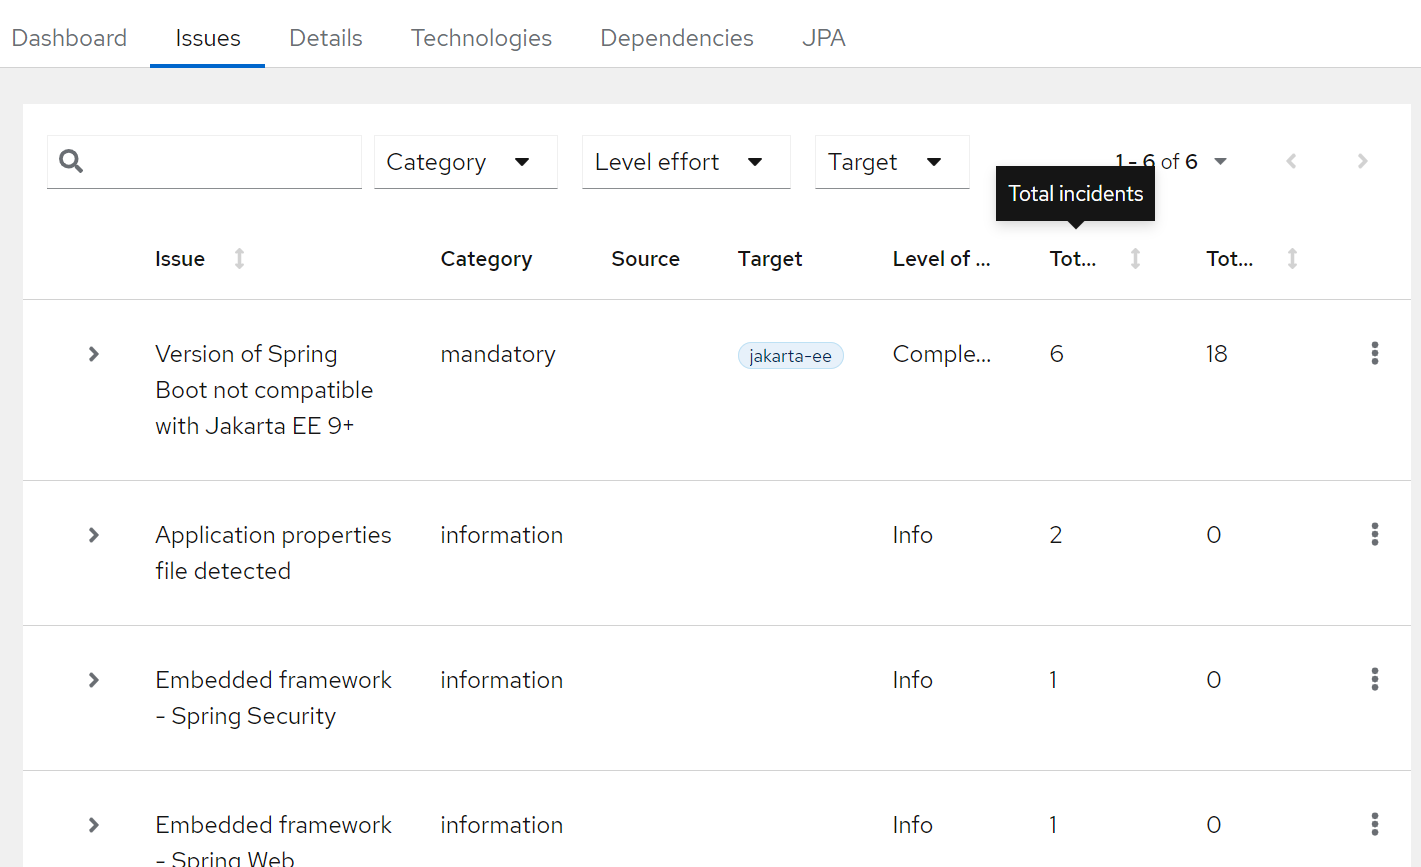 Dashboard Issues Details Technologies Dependencies JPA
Category Level effort Target 1 - 6 of 6
Total incidents
Issue Category Source Target Level of ... Tot... Tot...
Version of Spring mandatory jakarta-ee Comple... 6 18
Boot not compatible
with Jakarta EE 9+
Application properties information Info 2 0
file detected
Embedded framework information Info 1 0
- Spring Security
Embedded framework information Info 1 0
- Spring Web